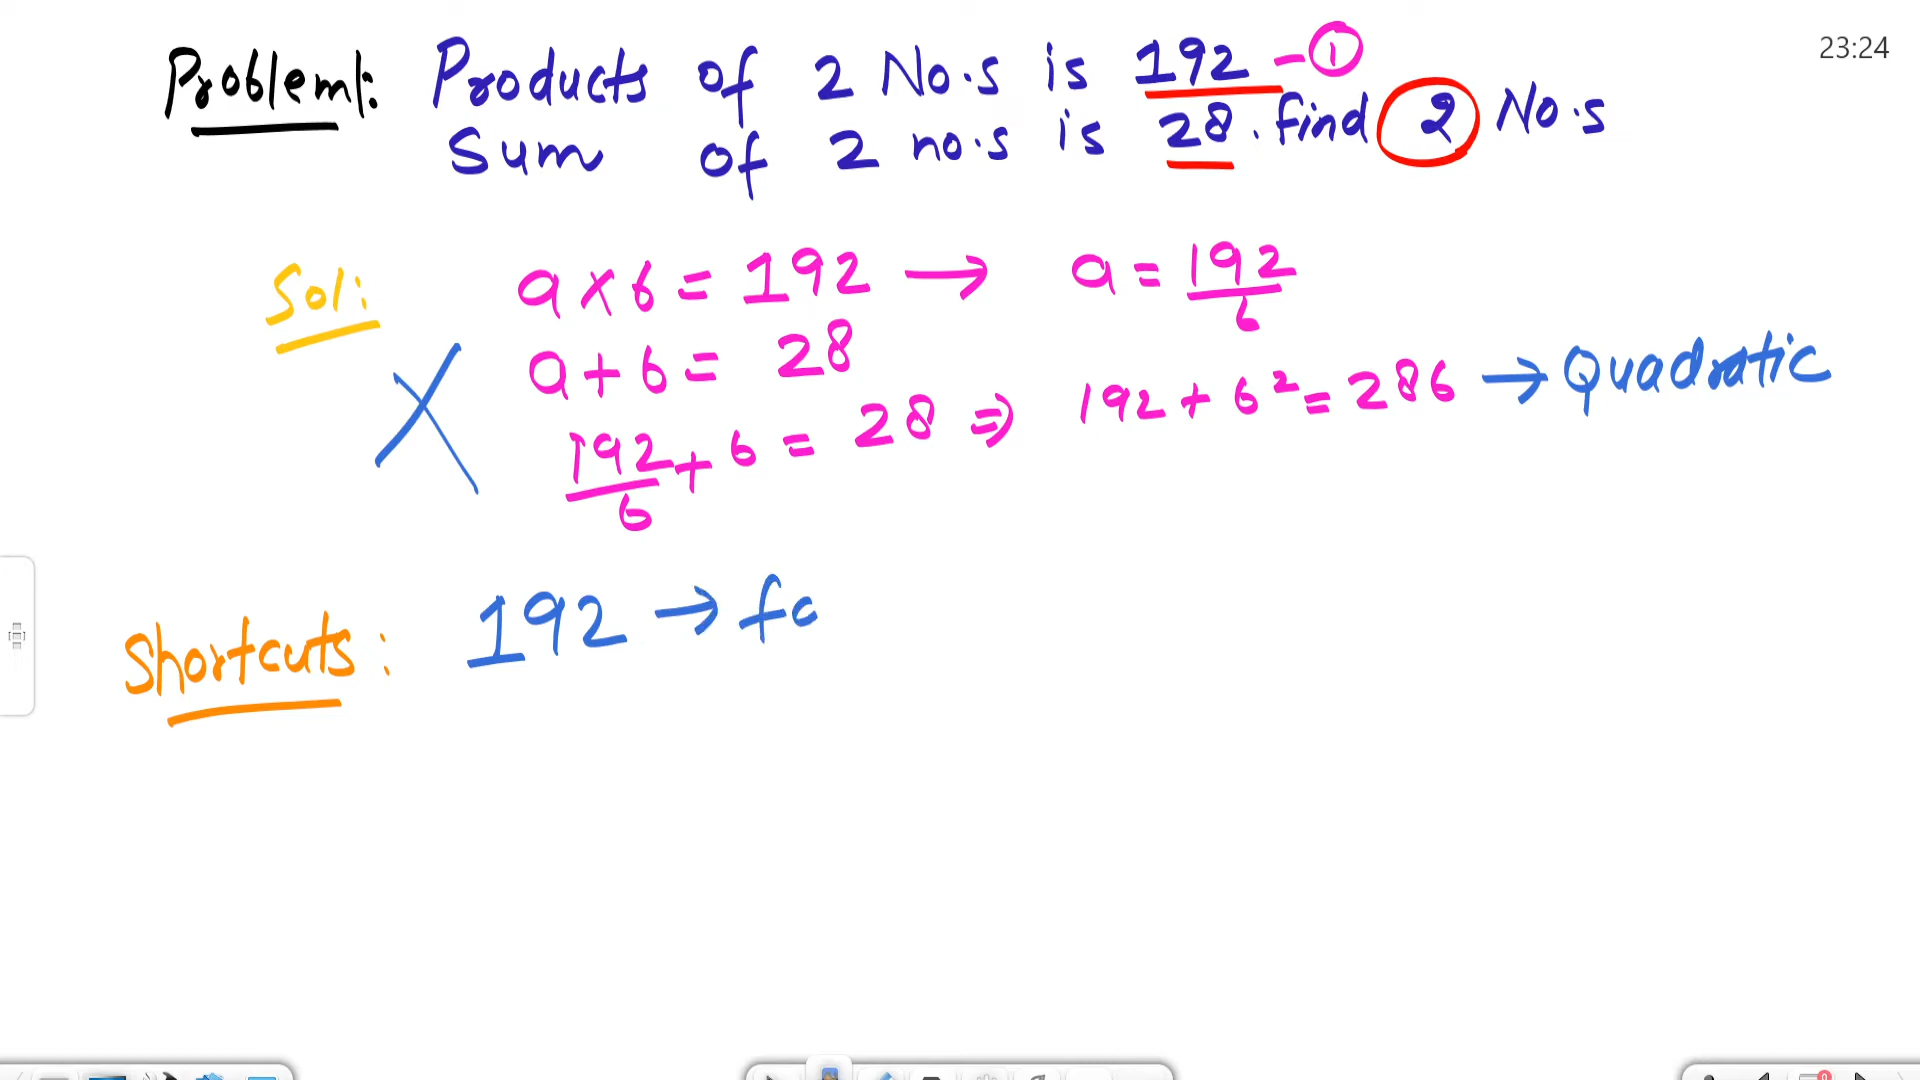 23:24
Problem: Products of 2 No.s is 192 - ①
Sum of 2 no.s is 28. find 2 No.s
Sol: a × b = 192 → a = 192/b
a + b = 28
192/b + b = 28 ⇒ 192 + b² = 28b → Quadratic
Shortcuts: 192 → fa